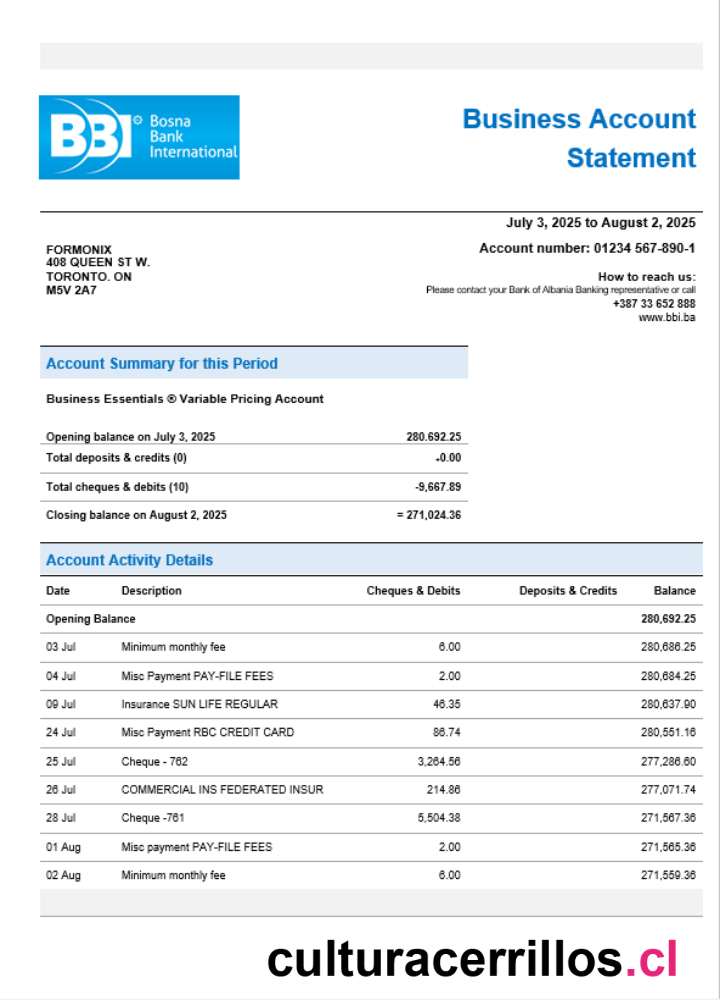 BBI Bosna
Bank
International
Business Account
Statement
July 3, 2025 to August 2, 2025
Account number: 01234 567-890-1
FORMONIX
408 QUEEN ST W.
TORONTO. ON
M5V 2A7
How to reach us:
Please contact your Bank of Albania Banking representative or call
+387 33 652 888
www.bbi.ba
Account Summary for this Period
Business Essentials ® Variable Pricing Account
Opening balance on July 3, 2025 280.692.25
Total deposits & credits (0) -0.00
Total cheques & debits (10) -9,667.89
Closing balance on August 2, 2025 = 271,024.36
Account Activity Details
Date Description Cheques & Debits Deposits & Credits Balance
Opening Balance 280,692.25
03 Jul Minimum monthly fee 6.00 280,686.25
04 Jul Misc Payment PAY-FILE FEES 2.00 280,684.25
09 Jul Insurance SUN LIFE REGULAR 46.35 280,637.90
24 Jul Misc Payment RBC CREDIT CARD 86.74 280,551.16
25 Jul Cheque - 762 3,264.56 277,286.60
26 Jul COMMERCIAL INS FEDERATED INSUR 214.86 277,071.74
28 Jul Cheque -761 5,504.38 271,567.36
01 Aug Misc payment PAY-FILE FEES 2.00 271,565.36
02 Aug Minimum monthly fee 6.00 271,559.36
culturacerrillos.cl